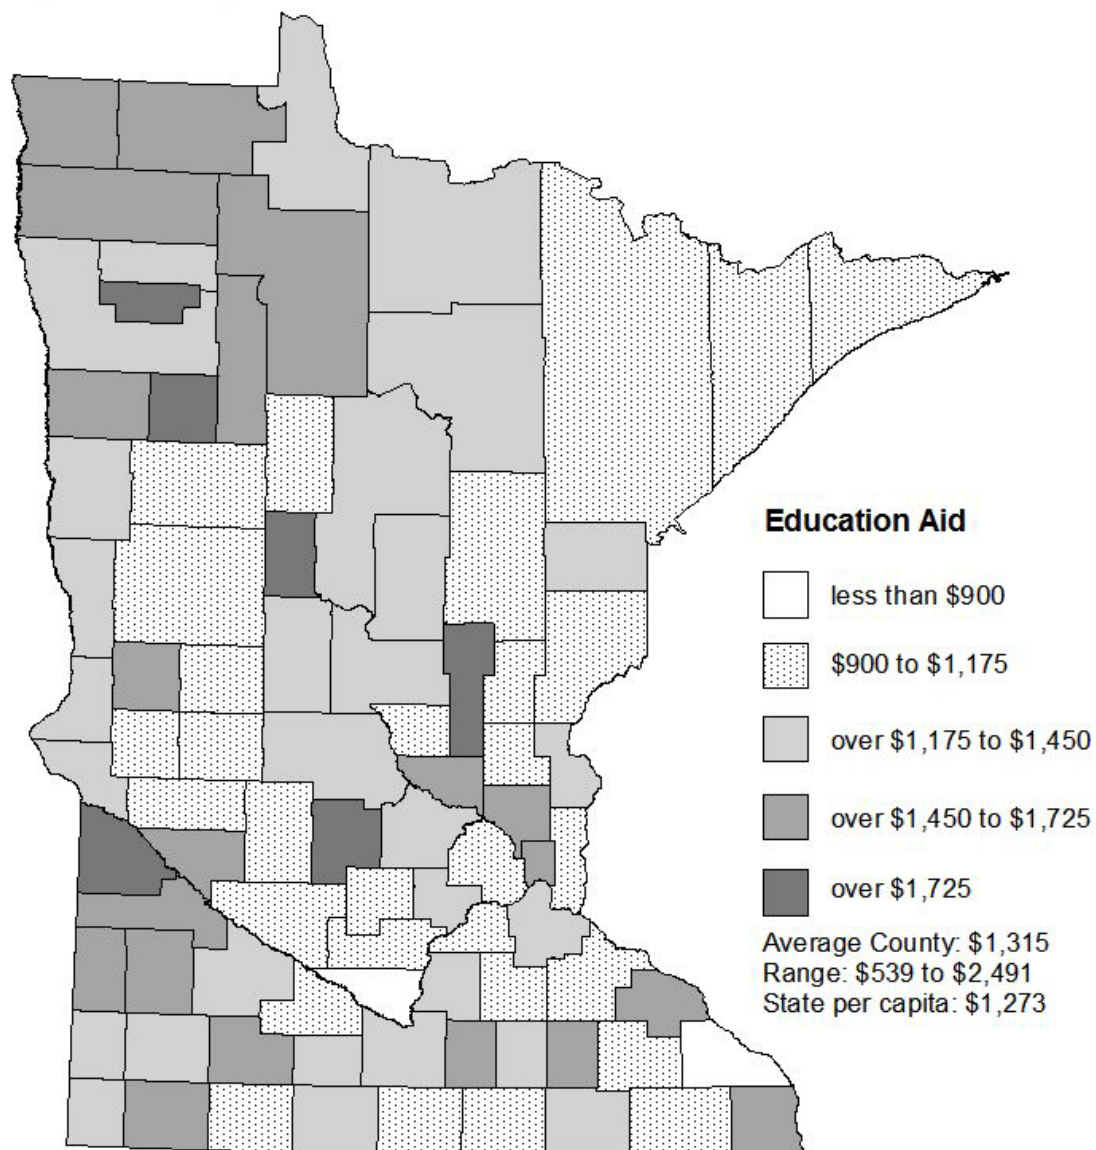 Education Aid
less than $900
$900 to $1,175
over $1,175 to $1,450
over $1,450 to $1,725
over $1,725
Average County: $1,315
Range: $539 to $2,491
State per capita: $1,273